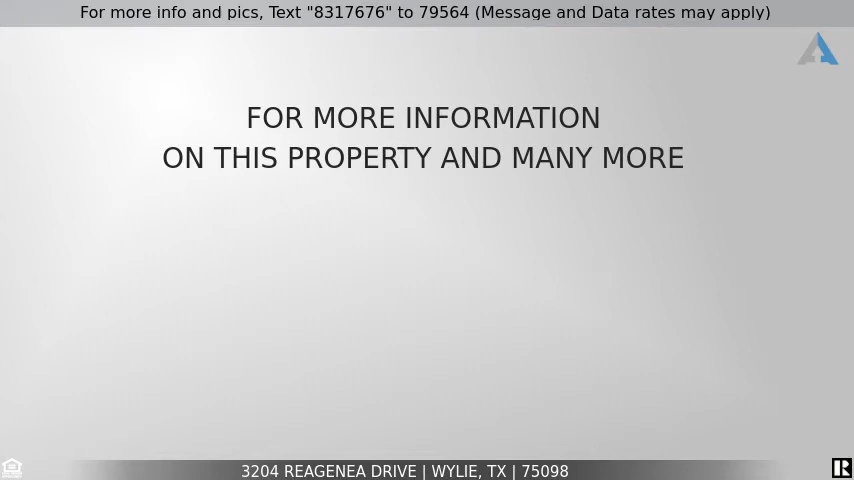 For more info and pics, Text "8317676" to 79564 (Message and Data rates may apply)
FOR MORE INFORMATION
ON THIS PROPERTY AND MANY MORE
3204 REAGENEA DRIVE | WYLIE, TX | 75098